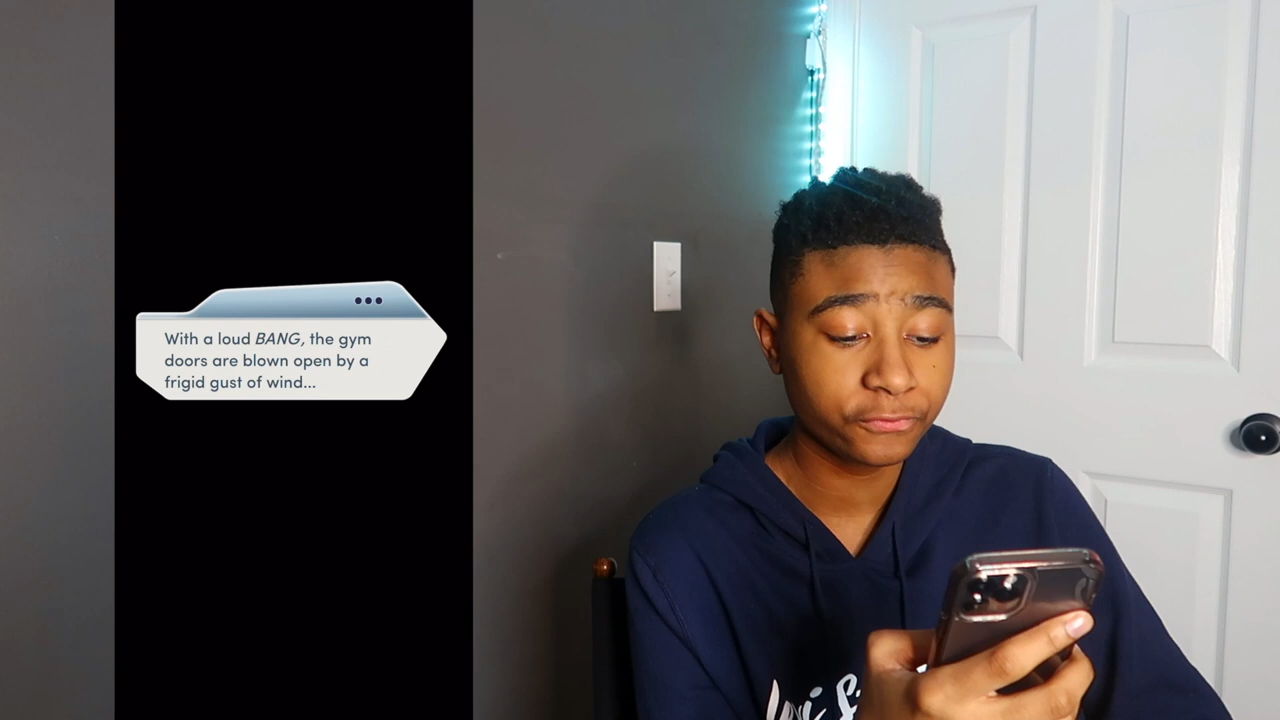 With a loud BANG, the gym
doors are blown open by a
frigid gust of wind...